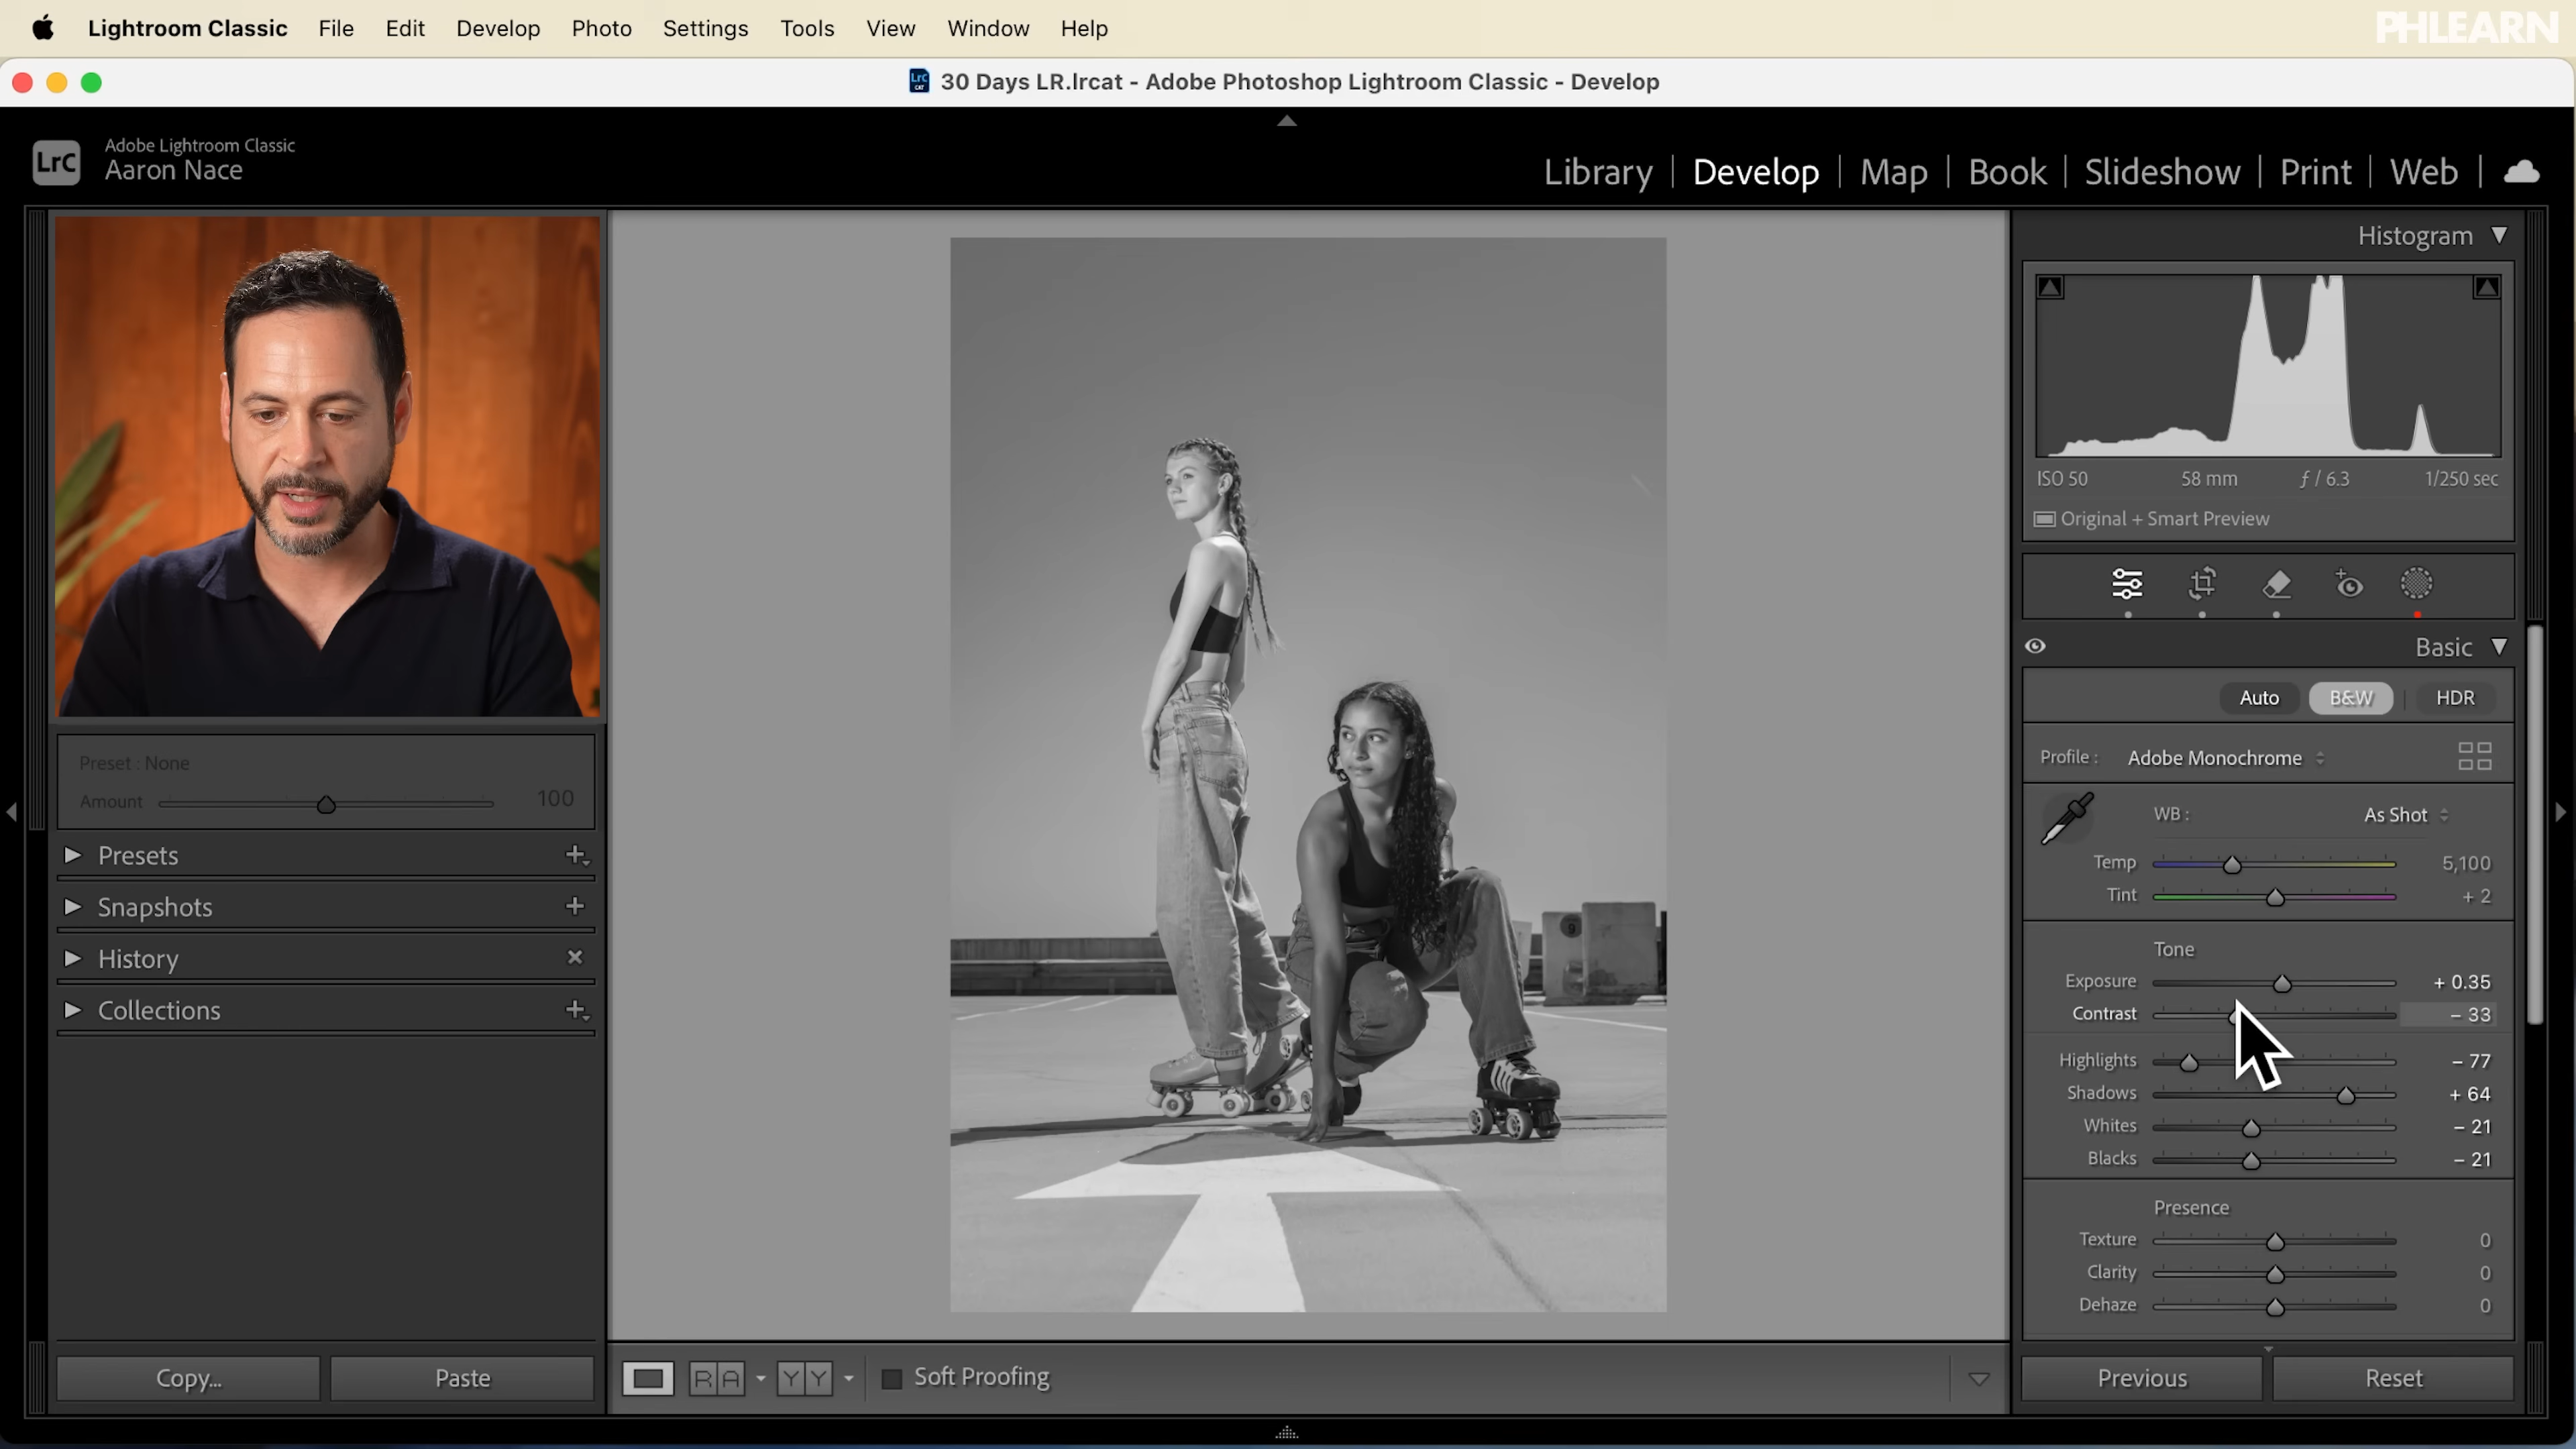 Lightroom Classic File Edit Develop Photo Settings Tools View Window Help
PHLEARN
LrC CAT 30 Days LR.lrcat - Adobe Photoshop Lightroom Classic - Develop
LrC
Adobe Lightroom Classic
Aaron Nace
Library | Develop | Map | Book | Slideshow | Print | Web |
Histogram
ISO 50 58 mm ƒ / 6.3 1/250 sec
Original + Smart Preview
Basic
Auto B&W HDR
Profile : Adobe Monochrome
WB : As Shot
Temp 5,100
Tint + 2
Tone
Exposure + 0.35
Contrast – 33
Highlights – 77
Shadows + 64
Whites – 21
Blacks – 21
Presence
Texture 0
Clarity 0
Dehaze 0
Previous Reset
Preset : None
Amount 100
Presets
Snapshots
History
Collections
Copy... Paste
R A Y Y Soft Proofing
9